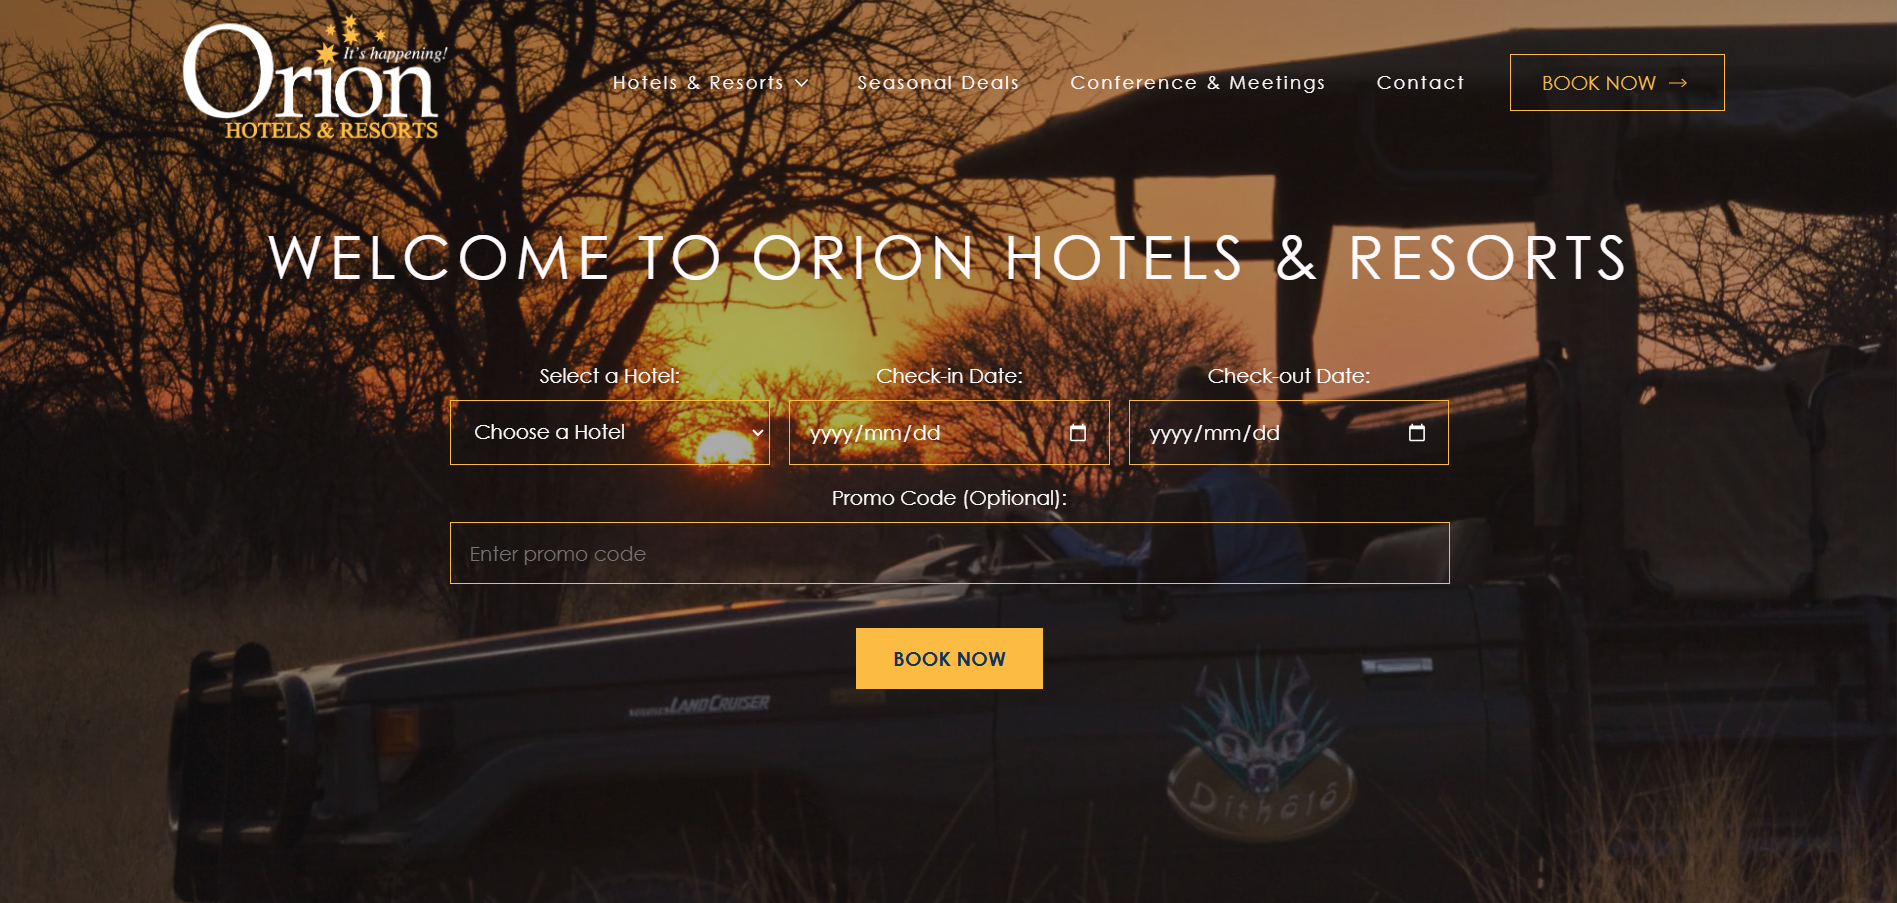 It's happening!
Orion
HOTELS & RESORTS
Hotels & Resorts
Seasonal Deals
Conference & Meetings
Contact
BOOK NOW
WELCOME TO ORION HOTELS & RESORTS
Select a Hotel:
Check-in Date:
Check-out Date:
Choose a Hotel
yyyy/mm/dd
yyyy/mm/dd
Promo Code (Optional):
Enter promo code
BOOK NOW
LANDCRUISER
Dithôlô